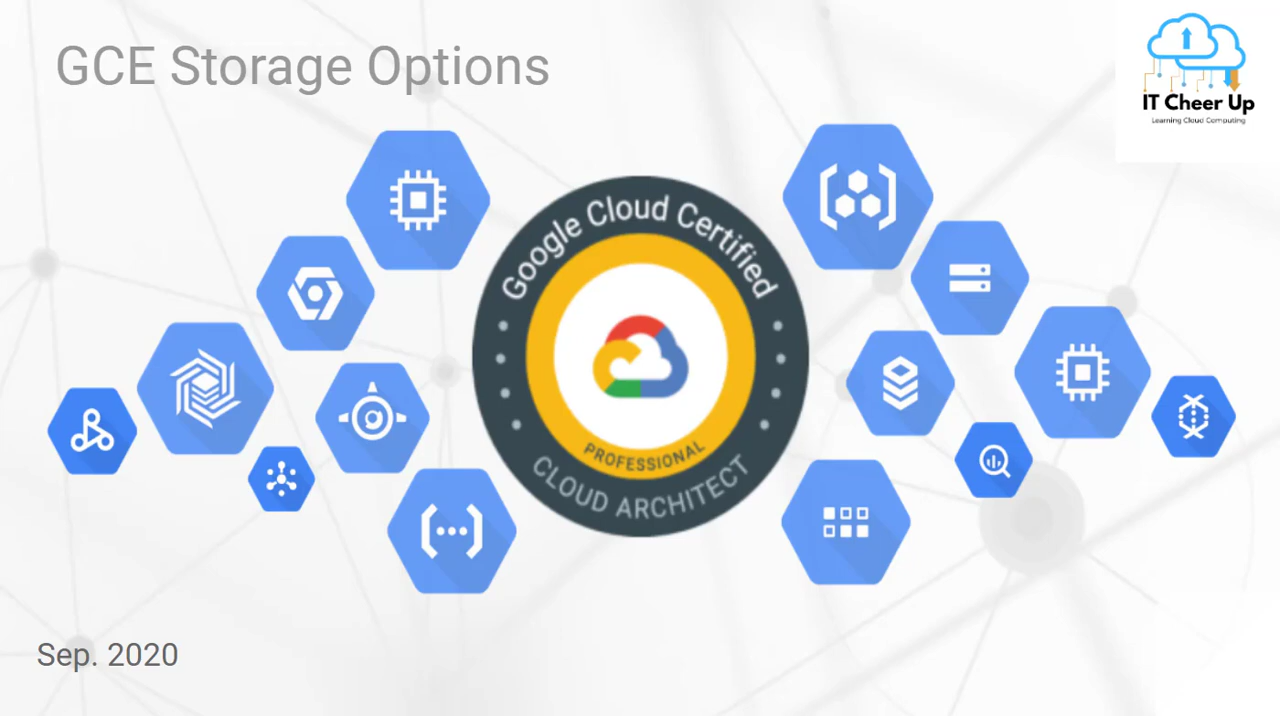 GCE Storage Options
IT Cheer Up
Learning Cloud Computing
Google Cloud Certified
PROFESSIONAL
CLOUD ARCHITECT
Sep. 2020